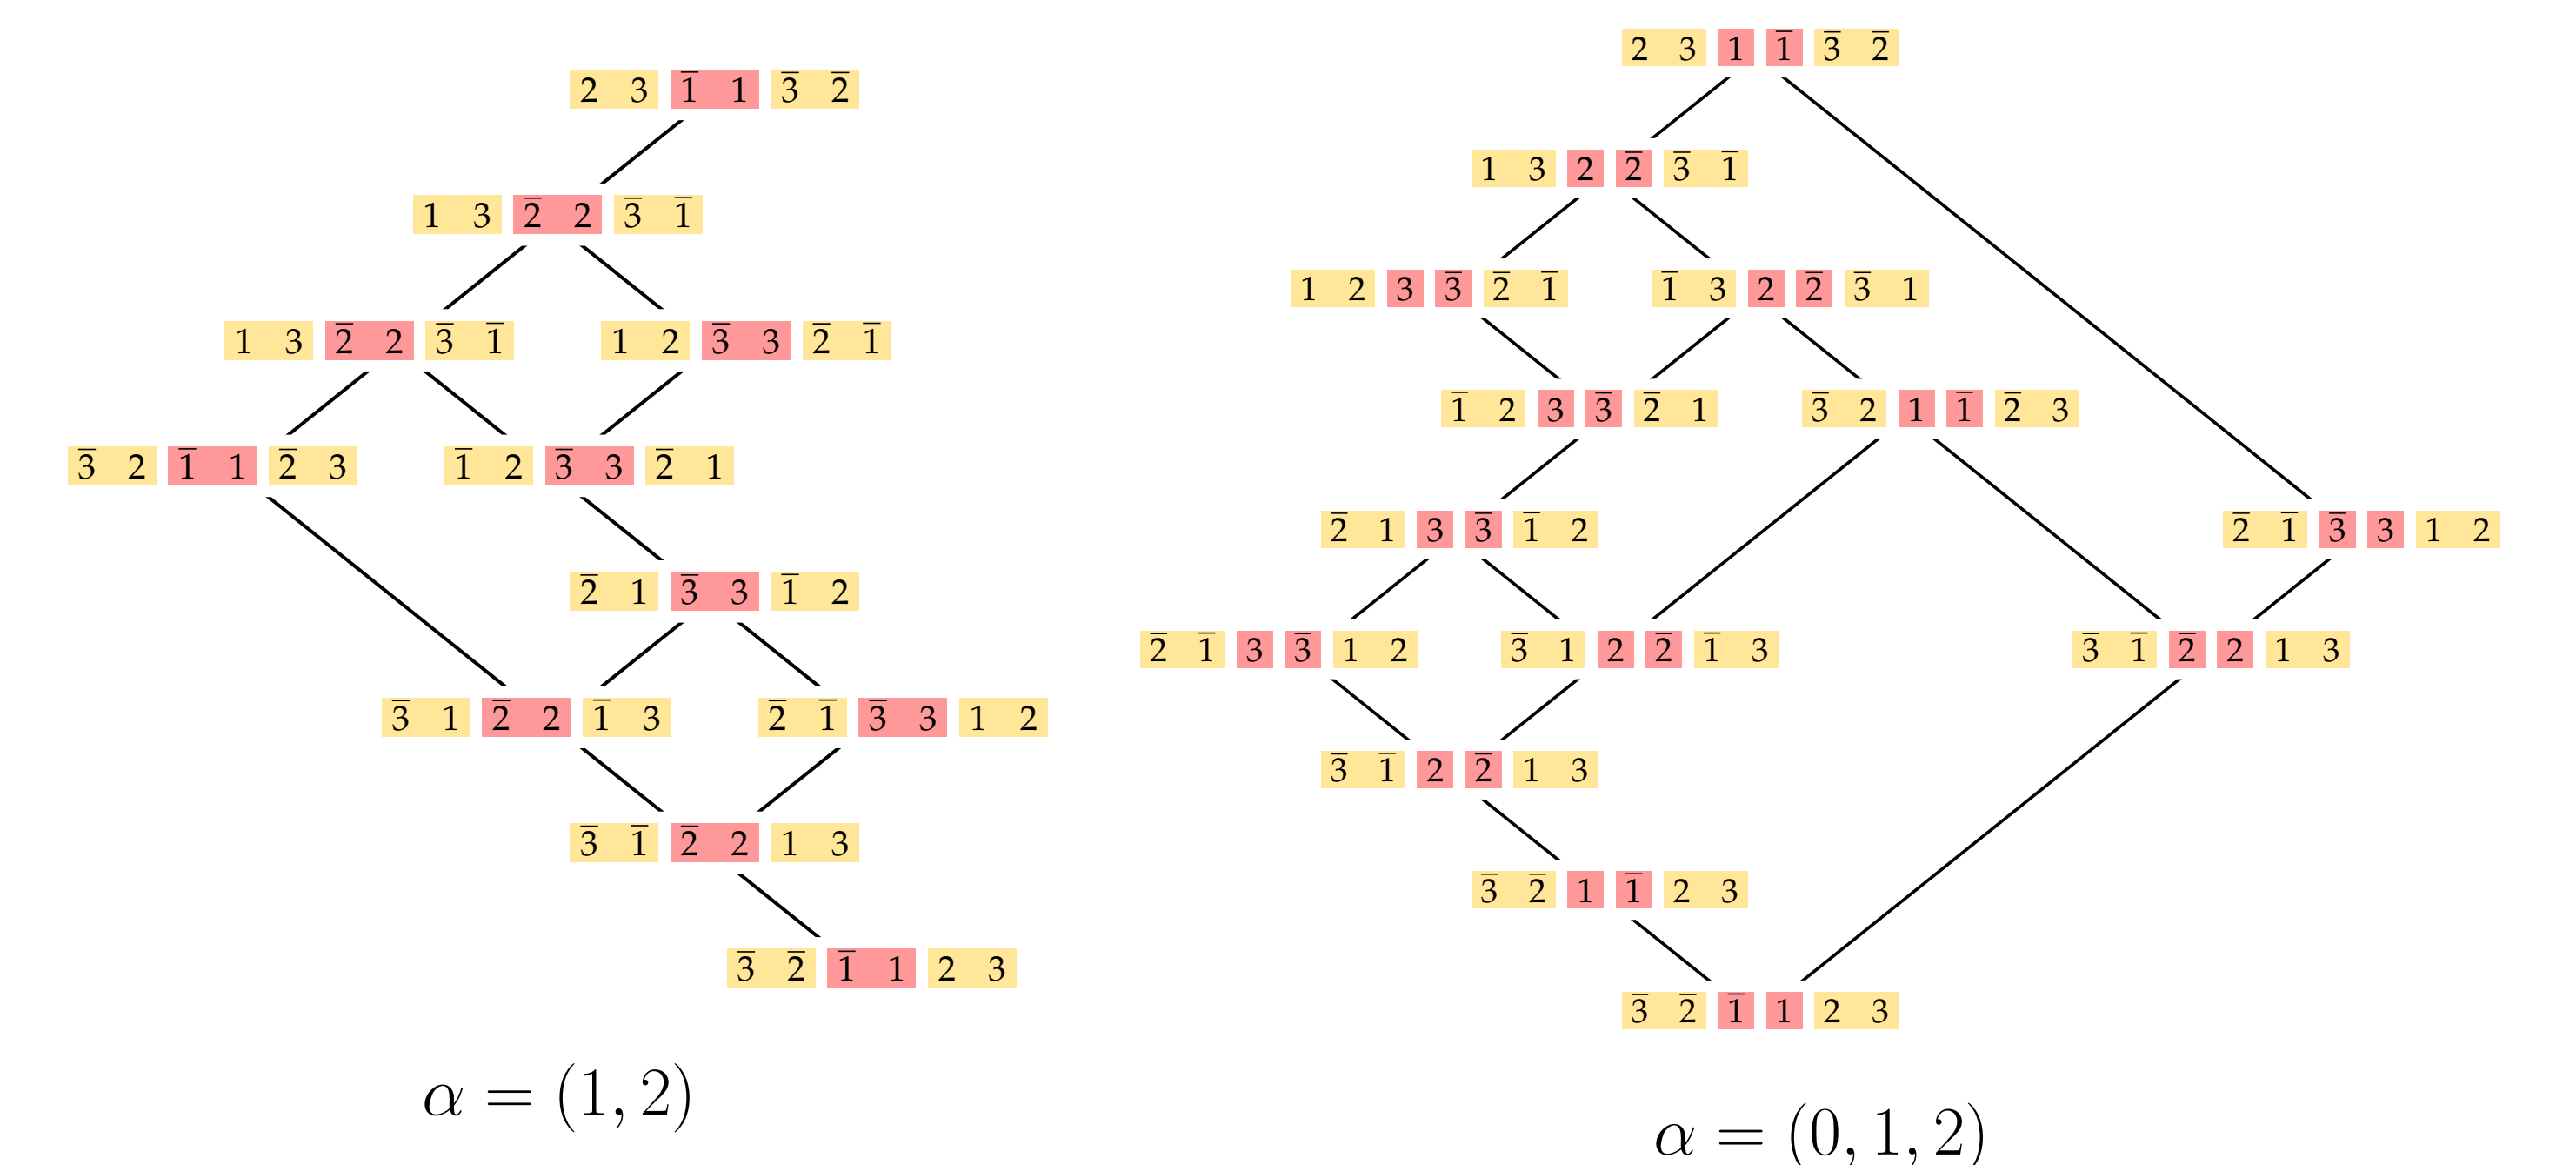 2 3 1̅ 1 3̅ 2̅
1 3 2̅ 2 3̅ 1̅
1 3 2̅ 2 3̅ 1̅ 1 2 3̅ 3 2̅ 1̅
3̅ 2 1̅ 1 2̅ 3 1̅ 2 3̅ 3 2̅ 1
2̅ 1 3̅ 3 1̅ 2
3̅ 1 2̅ 2 1̅ 3 2̅ 1̅ 3̅ 3 1 2
3̅ 1̅ 2̅ 2 1 3
3̅ 2̅ 1̅ 1 2 3
α = (1, 2)
2 3 1 1̅ 3̅ 2̅
1 3 2 2̅ 3̅ 1̅
1 2 3 3̅ 2̅ 1̅ 1̅ 3 2 2̅ 3̅ 1
1̅ 2 3 3̅ 2̅ 1 3̅ 2 1 1̅ 2̅ 3
2̅ 1 3 3̅ 1̅ 2 2̅ 1̅ 3̅ 3 1 2
2̅ 1̅ 3 3̅ 1 2 3̅ 1 2 2̅ 1̅ 3 3̅ 1̅ 2̅ 2 1 3
3̅ 1̅ 2 2̅ 1 3
3̅ 2̅ 1 1̅ 2 3
3̅ 2̅ 1̅ 1 2 3
α = (0, 1, 2)